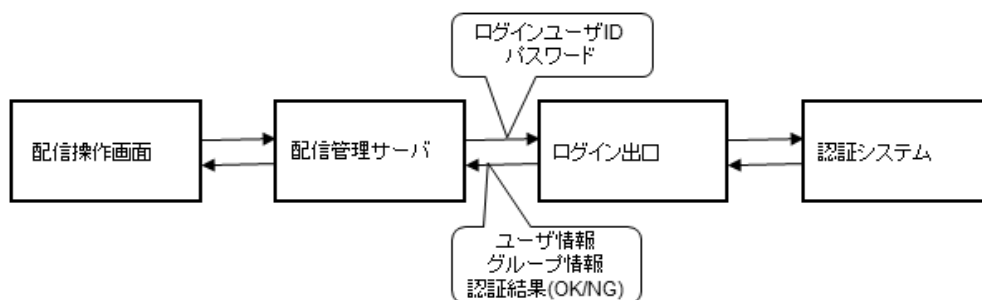 ログインユーザID
パスワード
配信操作画面
配信管理サーバ
ログイン出口
認証システム
ユーザ情報
グループ情報
認証結果(OK/NG)